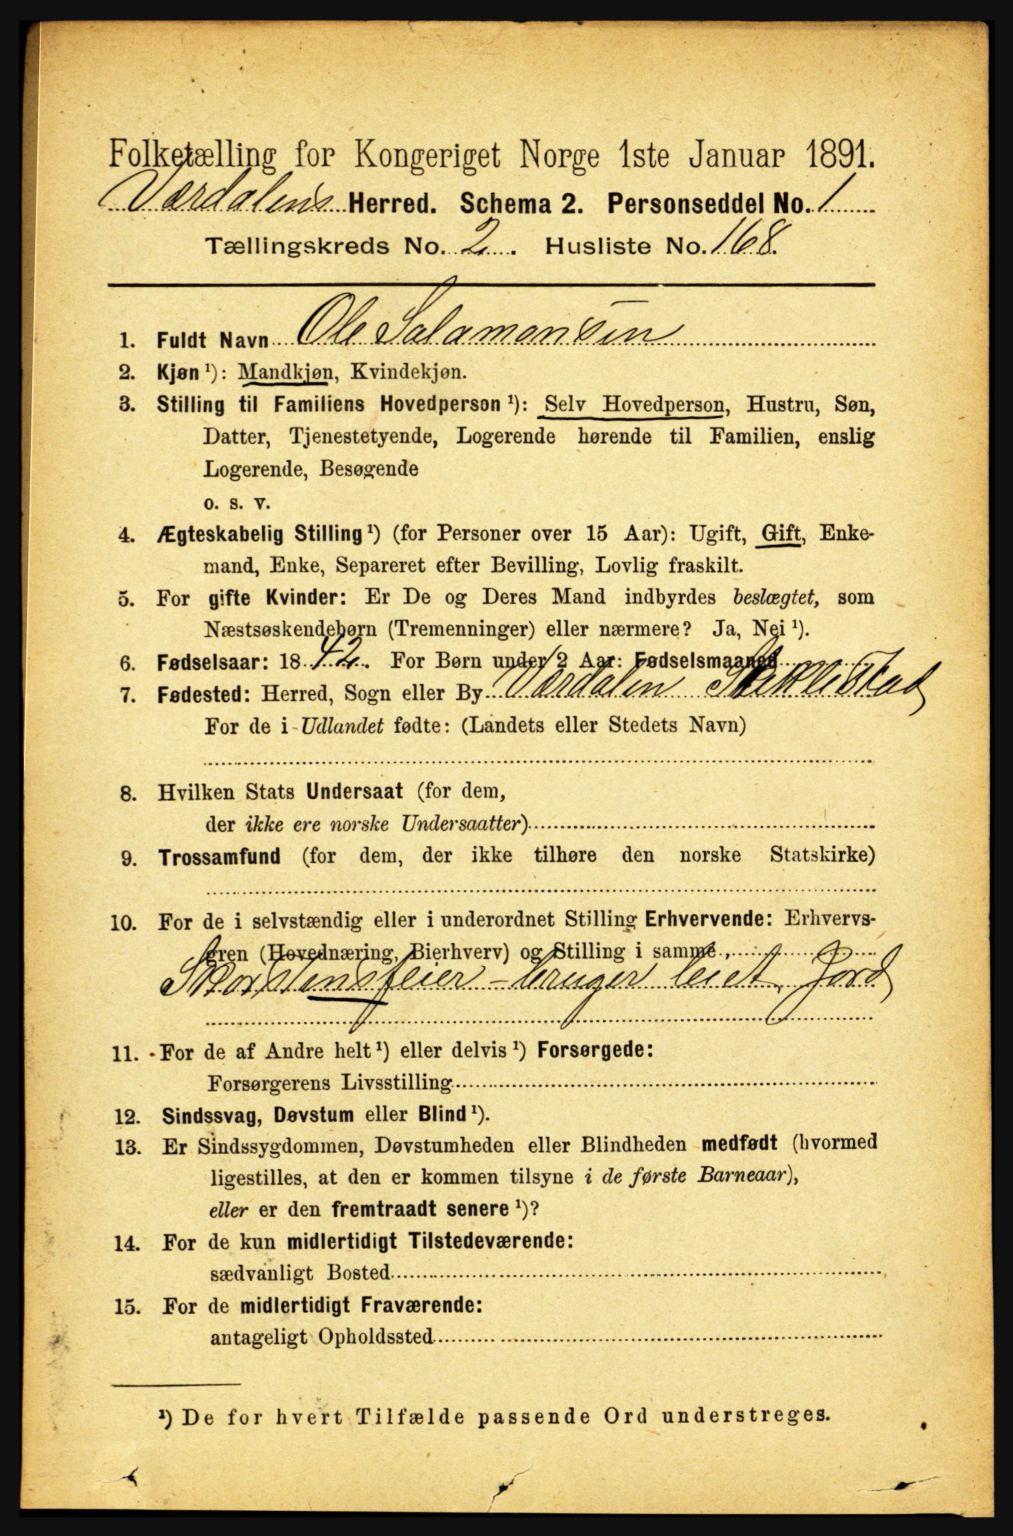 Folketælling for Kongeriget Norge 1ste Januar 1891.
Værdalens Herred. Schema 2. Personseddel No. 1
Tællingskreds No. 2. Husliste No. 168.
1. Fuldt Navn Ole Salamonsen
2. Kjøn ¹): Mandkjøn, Kvindekjøn.
3. Stilling til Familiens Hovedperson ¹): Selv Hovedperson, Hustru, Søn,
Datter, Tjenestetyende, Logerende hørende til Familien, enslig
Logerende, Besøgende
o. s. v.
4. Ægteskabelig Stilling ¹) (for Personer over 15 Aar): Ugift, Gift, Enke-
mand, Enke, Separeret efter Bevilling, Lovlig fraskilt.
5. For gifte Kvinder: Er De og Deres Mand indbyrdes beslægtet, som
Næstsøskendebørn (Tremenninger) eller nærmere? Ja, Nei ¹).
6. Fødselsaar: 1842. For Børn under 2 Aar: Fødselsmaaned
7. Fødested: Herred, Sogn eller By Værdalen Stiklestad
For de i Udlandet fødte: (Landets eller Stedets Navn)
8. Hvilken Stats Undersaat (for dem,
der ikke ere norske Undersaatter)
9. Trossamfund (for dem, der ikke tilhøre den norske Statskirke)
10. For de i selvstændig eller i underordnet Stilling Erhvervende: Erhvervs-
gren (Hovednæring, Bierhverv) og Stilling i samme
Skorstensfeier - bruger leiet Jord
11. For de af Andre helt ¹) eller delvis ¹) Forsørgede:
Forsørgerens Livsstilling
12. Sindssvag, Døvstum eller Blind ¹).
13. Er Sindssygdommen, Døvstumheden eller Blindheden medfødt (hvormed
ligestilles, at den er kommen tilsyne i de første Barneaar),
eller er den fremtraadt senere ¹)?
14. For de kun midlertidigt Tilstedeværende:
sædvanligt Bosted
15. For de midlertidigt Fraværende:
antageligt Opholdssted
¹) De for hvert Tilfælde passende Ord understreges.